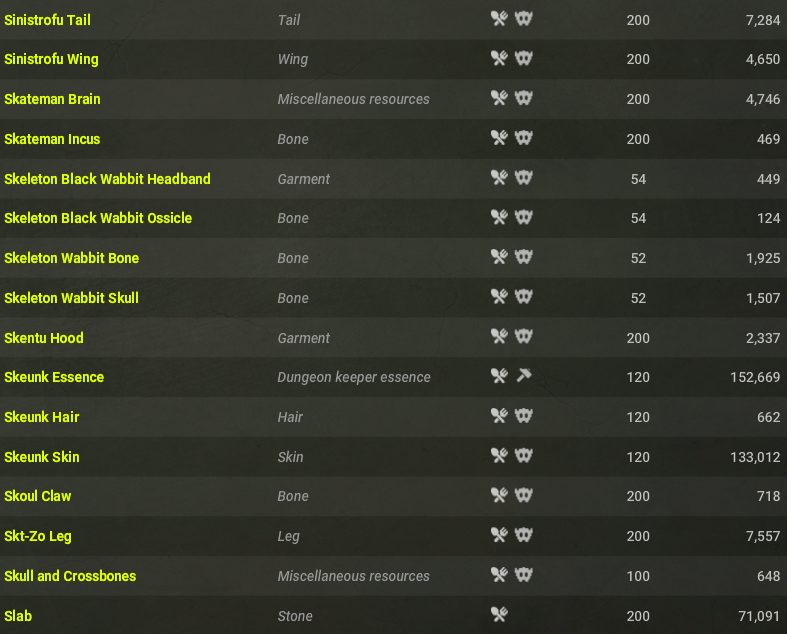 Sinistrofu Tail Tail 200 7,284
Sinistrofu Wing Wing 200 4,650
Skateman Brain Miscellaneous resources 200 4,746
Skateman Incus Bone 200 469
Skeleton Black Wabbit Headband Garment 54 449
Skeleton Black Wabbit Ossicle Bone 54 124
Skeleton Wabbit Bone Bone 52 1,925
Skeleton Wabbit Skull Bone 52 1,507
Skentu Hood Garment 200 2,337
Skeunk Essence Dungeon keeper essence 120 152,669
Skeunk Hair Hair 120 662
Skeunk Skin Skin 120 133,012
Skoul Claw Bone 200 718
Skt-Zo Leg Leg 200 7,557
Skull and Crossbones Miscellaneous resources 100 648
Slab Stone 200 71,091